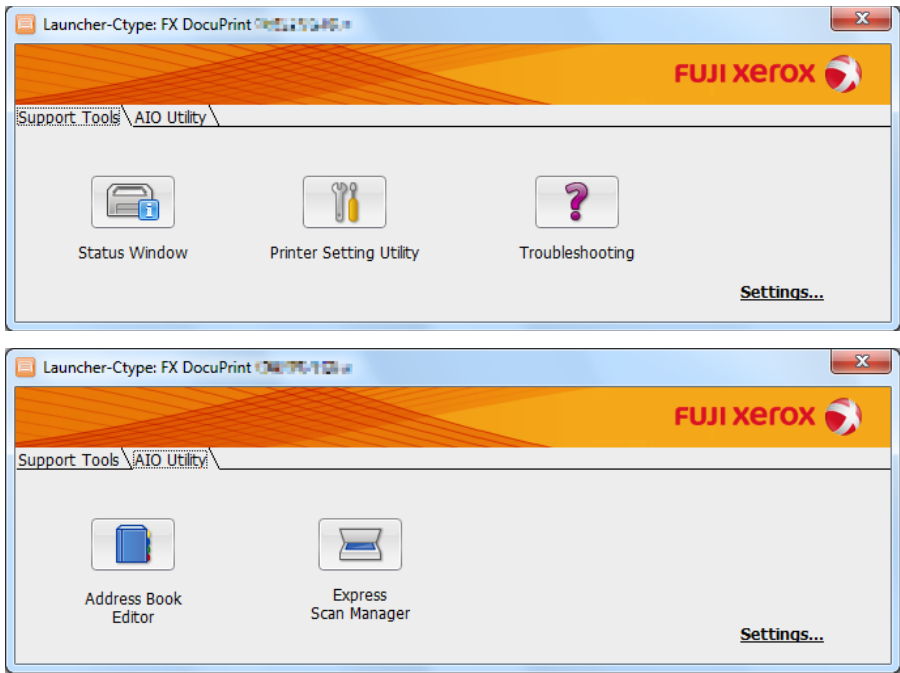 Launcher-Ctype: FX DocuPrint
FUJI XEROX
Support Tools AIO Utility
Status Window Printer Setting Utility Troubleshooting
Settings...
Launcher-Ctype: FX DocuPrint
FUJI XEROX
Support Tools AIO Utility
Address Book Express
Editor Scan Manager
Settings...